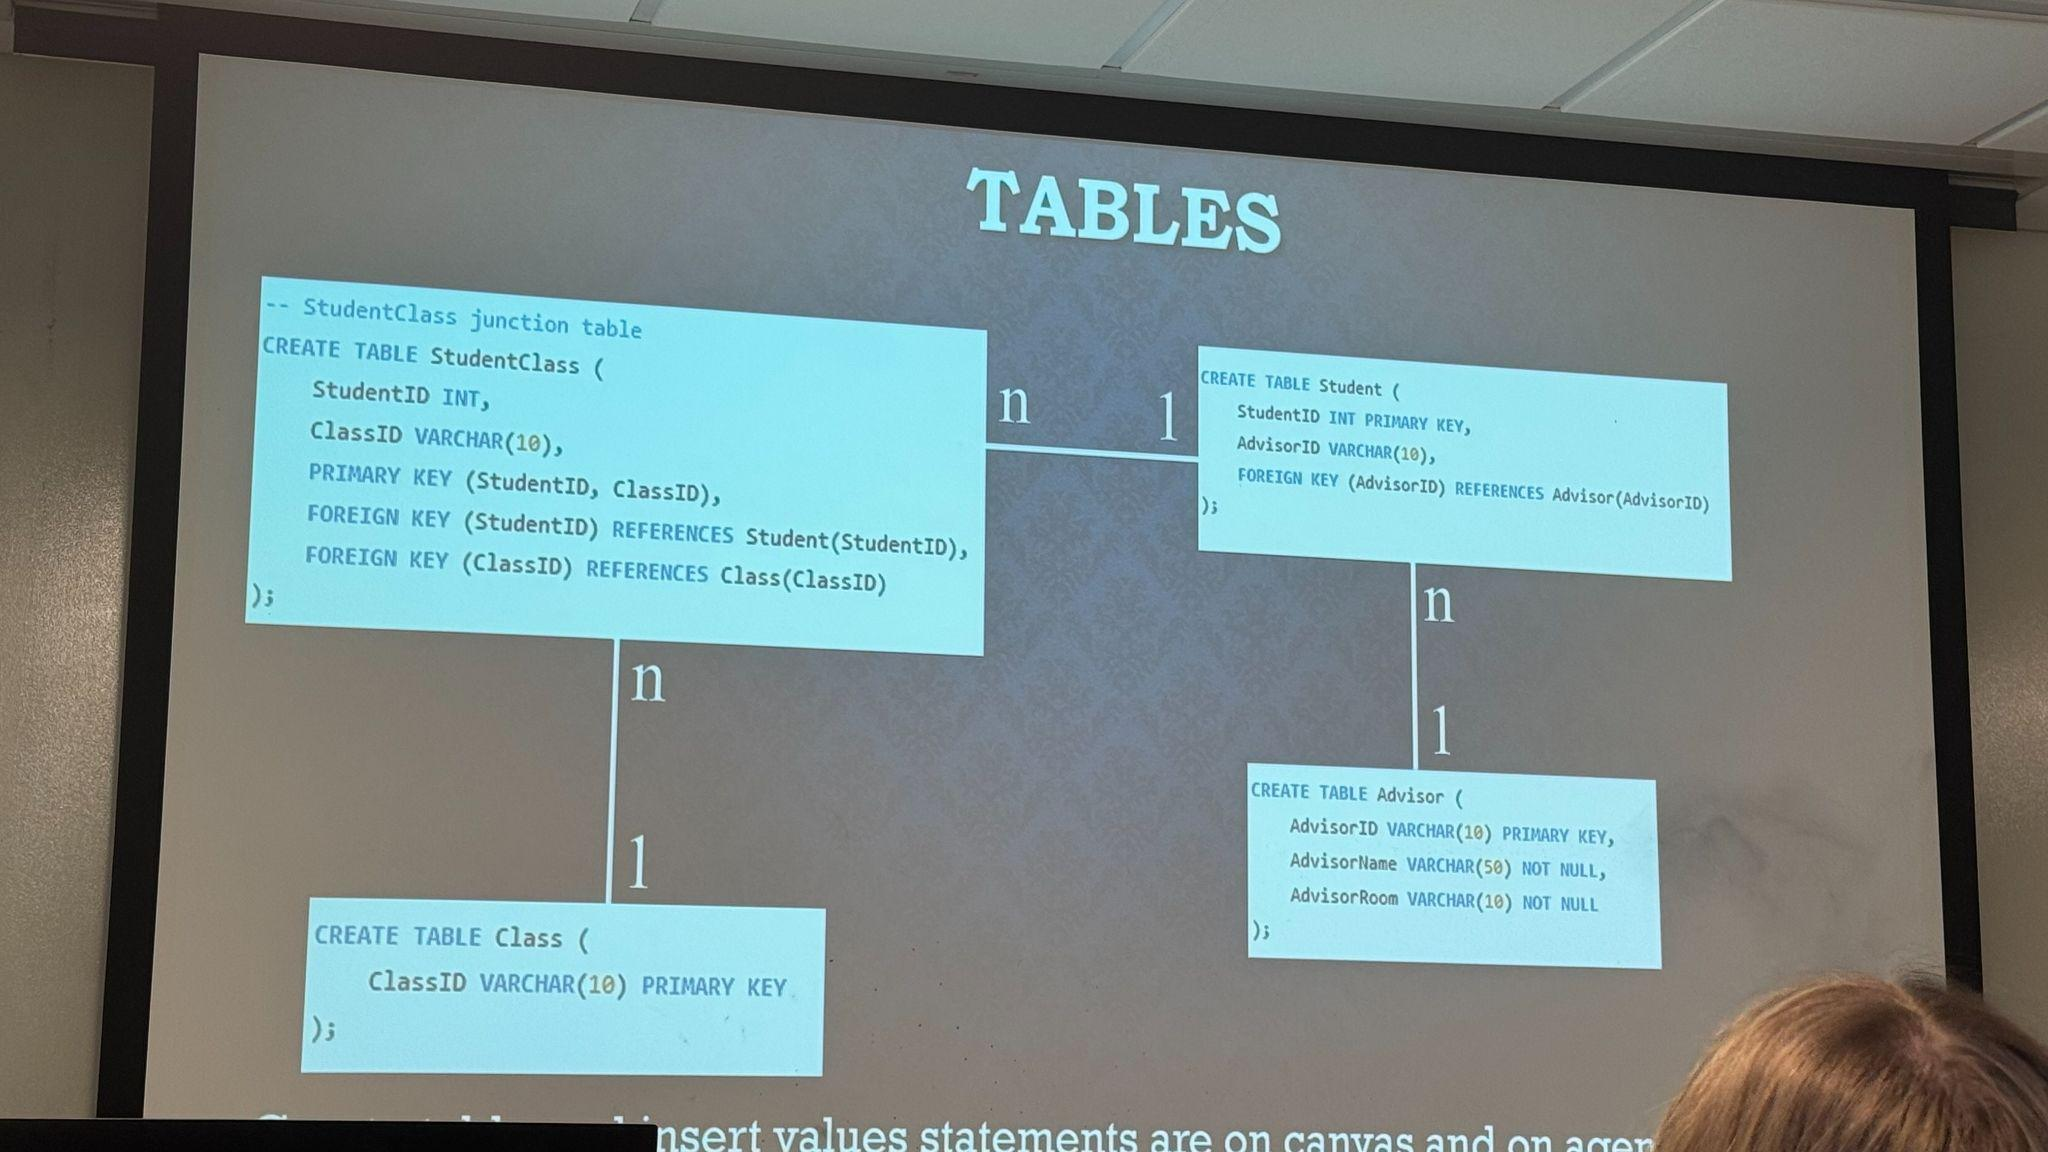 TABLES
-- StudentClass junction table
CREATE TABLE StudentClass (
StudentID INT,
ClassID VARCHAR(10),
PRIMARY KEY (StudentID, ClassID),
FOREIGN KEY (StudentID) REFERENCES Student(StudentID),
FOREIGN KEY (ClassID) REFERENCES Class(ClassID)
);
n
1
CREATE TABLE Student (
StudentID INT PRIMARY KEY,
AdvisorID VARCHAR(10),
FOREIGN KEY (AdvisorID) REFERENCES Advisor(AdvisorID)
);
n
1
n
1
CREATE TABLE Class (
ClassID VARCHAR(10) PRIMARY KEY
);
CREATE TABLE Advisor (
AdvisorID VARCHAR(10) PRIMARY KEY,
AdvisorName VARCHAR(50) NOT NULL,
AdvisorRoom VARCHAR(10) NOT NULL
);
insert values statements are on canvas and on